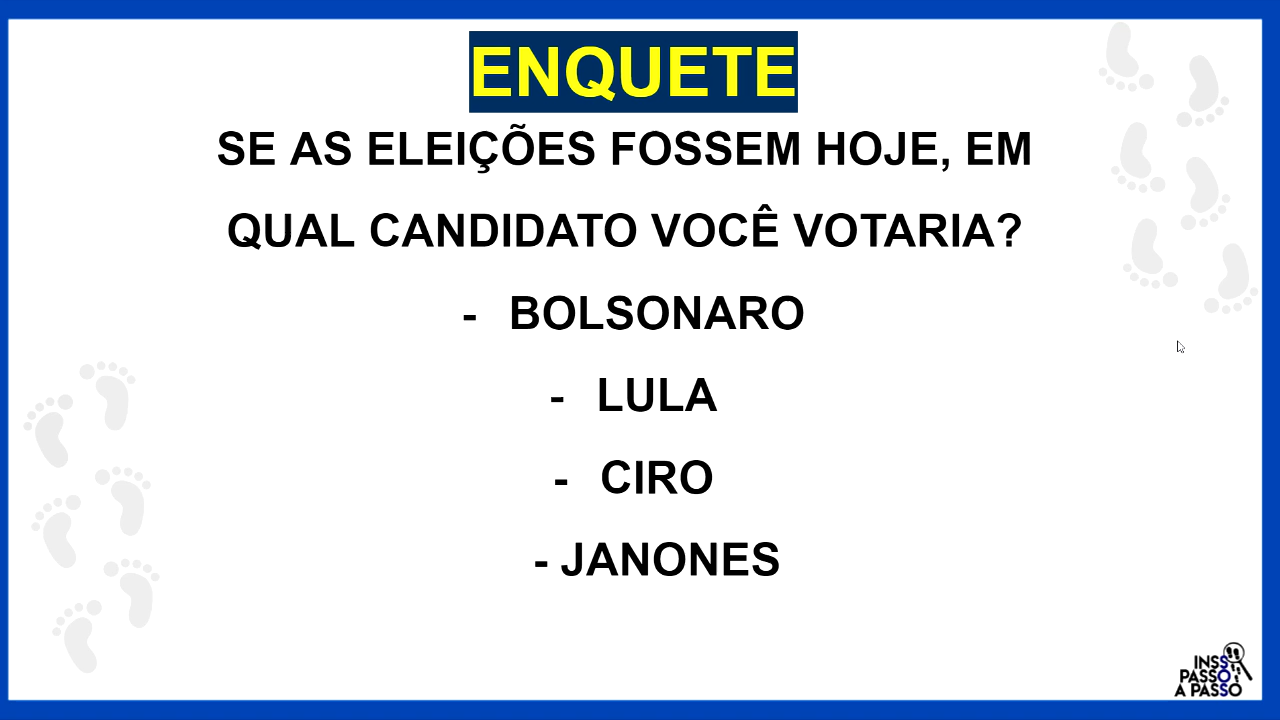 ENQUETE
SE AS ELEIÇÕES FOSSEM HOJE, EM
QUAL CANDIDATO VOCÊ VOTARIA?
- BOLSONARO
- LULA
- CIRO
- JANONES
INSS
PASSO
A PASSO